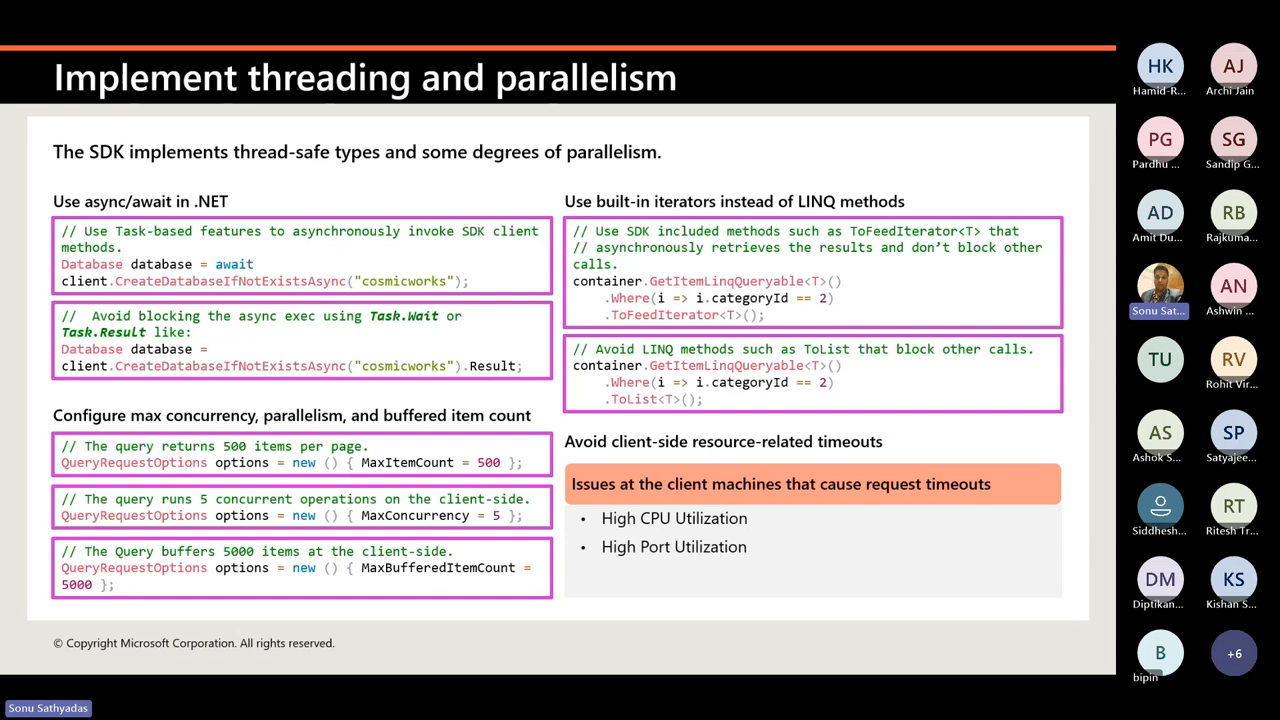 Implement threading and parallelism
The SDK implements thread-safe types and some degrees of parallelism.
Use async/await in .NET
// Use Task-based features to asynchronously invoke SDK client
methods.
Database database = await
client.CreateDatabaseIfNotExistsAsync("cosmicworks");
// Avoid blocking the async exec using Task.Wait or
Task.Result like:
Database database =
client.CreateDatabaseIfNotExistsAsync("cosmicworks").Result;
Configure max concurrency, parallelism, and buffered item count
// The query returns 500 items per page.
QueryRequestOptions options = new () { MaxItemCount = 500 };
// The query runs 5 concurrent operations on the client-side.
QueryRequestOptions options = new () { MaxConcurrency = 5 };
// The Query buffers 5000 items at the client-side.
QueryRequestOptions options = new () { MaxBufferedItemCount =
5000 };
Use built-in iterators instead of LINQ methods
// Use SDK included methods such as ToFeedIterator<T> that
// asynchronously retrieves the results and don't block other
calls.
container.GetItemLinqQueryable<T>()
.Where(i => i.categoryId == 2)
.ToFeedIterator<T>();
// Avoid LINQ methods such as ToList that block other calls.
container.GetItemLinqQueryable<T>()
.Where(i => i.categoryId == 2)
.ToList<T>();
Avoid client-side resource-related timeouts
Issues at the client machines that cause request timeouts
• High CPU Utilization
• High Port Utilization
© Copyright Microsoft Corporation. All rights reserved.
HK
Hamid-R...
AJ
Archi Jain
PG
Pardhu ...
SG
Sandip G...
AD
Amit Du...
RB
Rajkuma...
Sonu Sat...
AN
Ashwin ...
TU
RV
Rohit Vir...
AS
Ashok S...
SP
Satyajee...
Siddhesh...
RT
Ritesh Tr...
DM
Diptikan...
KS
Kishan S...
B
bipin
+6
Sonu Sathyadas